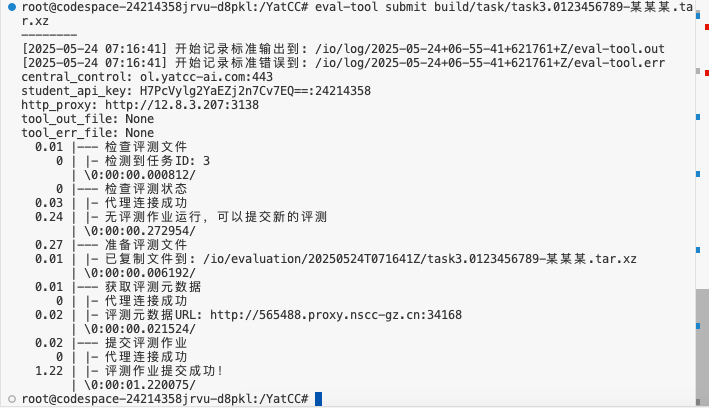 root@codespace-24214358jrvu-d8pkl:/YatCC# eval-tool submit build/task/task3.0123456789-某某某.ta
r.xz
--------
[2025-05-24 07:16:41] 开始记录标准输出到: /io/log/2025-05-24+06-55-41+621761+Z/eval-tool.out
[2025-05-24 07:16:41] 开始记录标准错误到: /io/log/2025-05-24+06-55-41+621761+Z/eval-tool.err
central_control: ol.yatcc-ai.com:443
student_api_key: H7PcVylg2YaEZj2n7Cv7EQ==:24214358
http_proxy: http://12.8.3.207:3138
tool_out_file: None
tool_err_file: None
0.01 |--- 检查评测文件
0 | |- 检测到任务ID: 3
| \0:00:00.000812/
0 |--- 检查评测状态
0.03 | |- 代理连接成功
0.24 | |- 无评测作业运行，可以提交新的评测
| \0:00:00.272954/
0.27 |--- 准备评测文件
0.01 | |- 已复制文件到: /io/evaluation/20250524T071641Z/task3.0123456789-某某某.tar.xz
| \0:00:00.006192/
0.01 |--- 获取评测元数据
0 | |- 代理连接成功
0.02 | |- 评测元数据URL: http://565488.proxy.nscc-gz.cn:34168
| \0:00:00.021524/
0.02 |--- 提交评测作业
0 | |- 代理连接成功
1.22 | |- 评测作业提交成功!
| \0:00:01.220075/
root@codespace-24214358jrvu-d8pkl:/YatCC#